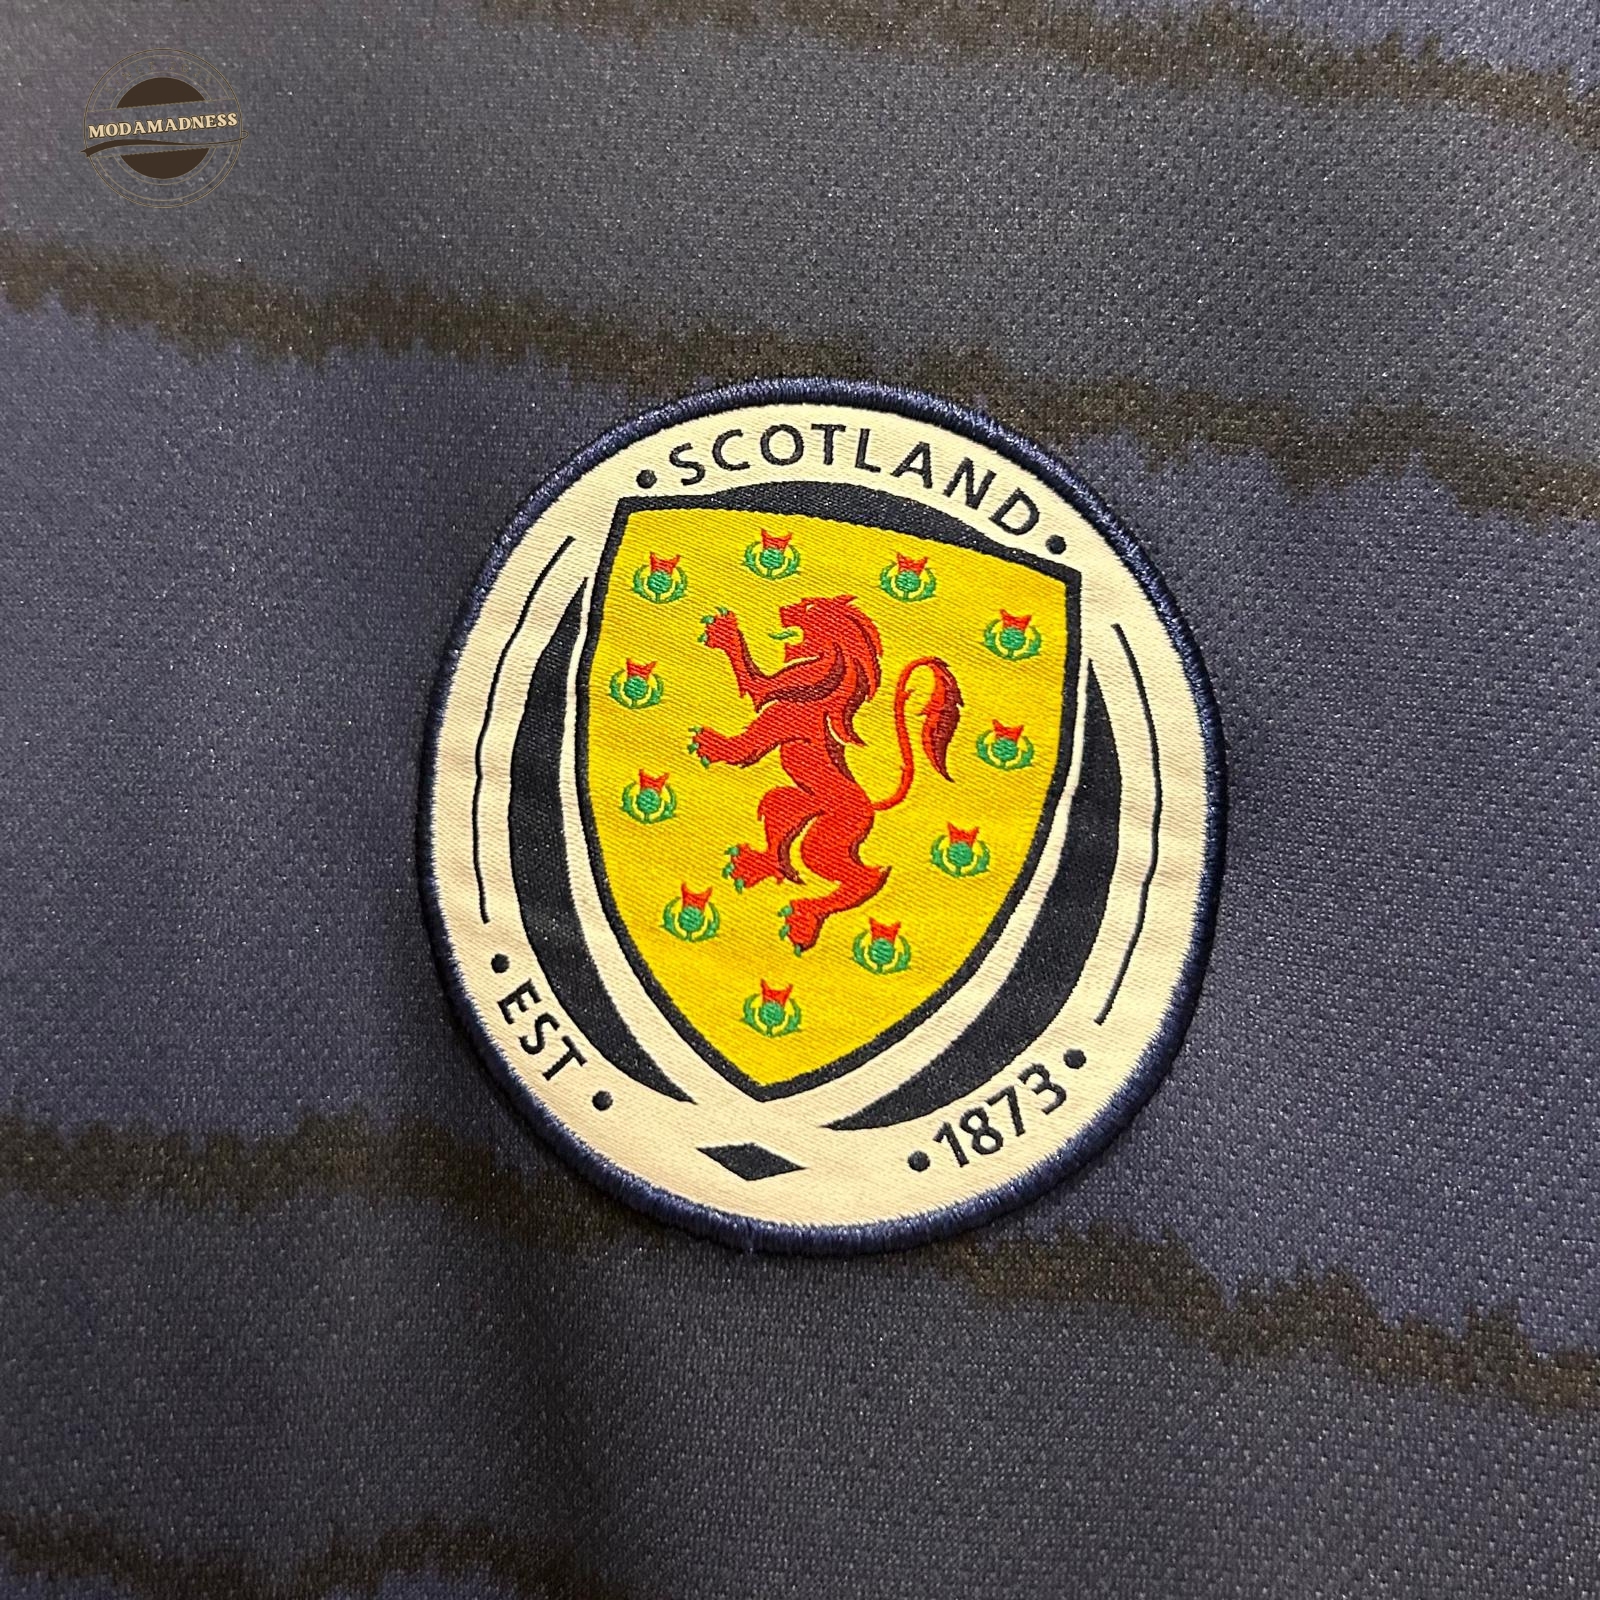 MODAMADNESS
•SCOTLAND•
•EST•
•1873•